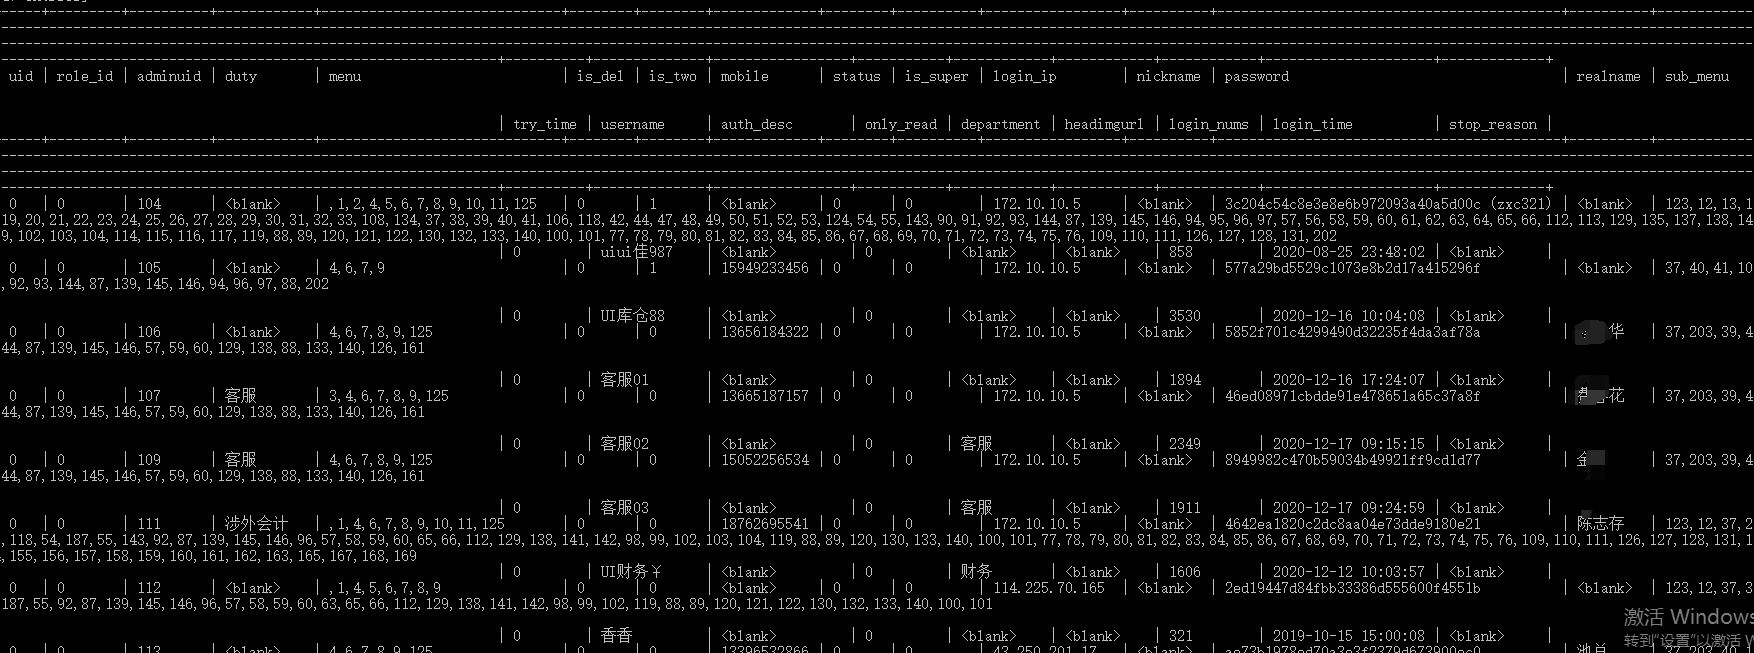 uid | role_id | adminuid | duty | menu | is_del | is_two | mobile | status | is_super | login_ip | nickname | password | realname | sub_menu
| try_time | username | auth_desc | only_read | department | headimgurl | login_nums | login_time | stop_reason |
0 | 0 | 104 | <blank> | ,1,2,4,5,6,7,8,9,10,11,125 | 0 | 1 | <blank> | 0 | 0 | 172.10.10.5 | <blank> | 3c204c54c8e3e8e6b972093a40a5d00c (zxc321) | <blank> | 123,12,13,1
19,20,21,22,23,24,25,26,27,28,29,30,31,32,33,108,134,37,38,39,40,41,106,118,42,44,47,48,49,50,51,52,53,124,54,55,143,90,91,92,93,144,87,139,145,146,94,95,96,97,57,56,58,59,60,61,62,63,64,65,66,112,113,129,135,137,138,14
9,102,103,104,114,115,116,117,119,88,89,120,121,122,130,132,133,140,100,101,77,78,79,80,81,82,83,84,85,86,67,68,69,70,71,72,73,74,75,76,109,110,111,126,127,128,131,202
| 0 | uiui佳987 | <blank> | 0 | <blank> | <blank> | 858 | 2020-08-25 23:48:02 | <blank> |
0 | 0 | 105 | <blank> | 4,6,7,9 | 0 | 1 | 15949233456 | 0 | 0 | 172.10.10.5 | <blank> | 577a29bd5529c1073e8b2d17a415296f | <blank> | 37,40,41,10
,92,93,144,87,139,145,146,94,96,97,88,202
| 0 | UI库仓88 | <blank> | 0 | <blank> | <blank> | 3530 | 2020-12-16 10:04:08 | <blank> |
0 | 0 | 106 | <blank> | 4,6,7,8,9,125 | 0 | 0 | 13656184322 | 0 | 0 | 172.10.10.5 | <blank> | 5852f701c4299490d32235f4da3af78a | 华 | 37,203,39,4
44,87,139,145,146,57,59,60,129,138,88,133,140,126,161
| 0 | 客服01 | <blank> | 0 | <blank> | <blank> | 1894 | 2020-12-16 17:24:07 | <blank> |
0 | 0 | 107 | 客服 | 3,4,6,7,8,9,125 | 0 | 0 | 13665187157 | 0 | 0 | 172.10.10.5 | <blank> | 46ed08971cbdde91e478651a65c37a8f | 花 | 37,203,39,4
44,87,139,145,146,57,59,60,129,138,88,133,140,126,161
| 0 | 客服02 | <blank> | 0 | 客服 | <blank> | 2349 | 2020-12-17 09:15:15 | <blank> |
0 | 0 | 109 | 客服 | 4,6,7,8,9,125 | 0 | 0 | 15052256534 | 0 | 0 | 172.10.10.5 | <blank> | 8949982c470b59034b49921ff9cd1d77 | 金 | 37,203,39,4
44,87,139,145,146,57,59,60,129,138,88,133,140,126,161
| 0 | 客服03 | <blank> | 0 | 客服 | <blank> | 1911 | 2020-12-17 09:24:59 | <blank> |
0 | 0 | 111 | 涉外会计 | ,1,4,6,7,8,9,10,11,125 | 0 | 0 | 18762695541 | 0 | 0 | 172.10.10.5 | <blank> | 4642ea1820c2dc8aa04e73dde9180e21 | 陈志存 | 123,12,37,2
,118,54,187,55,143,92,87,139,145,146,96,57,58,59,60,65,66,112,129,138,141,142,98,99,102,103,104,119,88,89,120,130,133,140,100,101,77,78,79,80,81,82,83,84,85,86,67,68,69,70,71,72,73,74,75,76,109,110,111,126,127,128,131,1
,155,156,157,158,159,160,161,162,163,165,167,168,169
| 0 | UI财务￥ | <blank> | 0 | 财务 | <blank> | 1606 | 2020-12-12 10:03:57 | <blank> |
0 | 0 | 112 | <blank> | ,1,4,5,6,7,8,9 | 0 | 0 | <blank> | 0 | 0 | 114.225.70.165 | <blank> | 2ed19447d84fbb33386d555600f4551b | <blank> | 123,12,37,3
187,55,92,87,139,145,146,96,57,58,59,60,63,65,66,112,129,138,141,142,98,99,102,119,88,89,120,121,122,130,132,133,140,100,101
| 0 | 香香 | <blank> | 0 | <blank> | <blank> | 321 | 2019-10-15 15:00:08 | <blank> |
激活 Windows
转到"设置"以激活 W